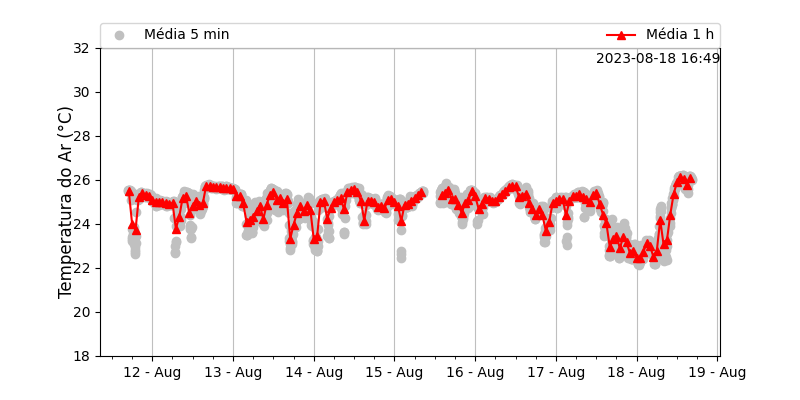 Média 5 min
Média 1 h
2023-08-18 16:49
Temperatura do Ar (°C)
32
30
28
26
24
22
20
18
12 - Aug
13 - Aug
14 - Aug
15 - Aug
16 - Aug
17 - Aug
18 - Aug
19 - Aug